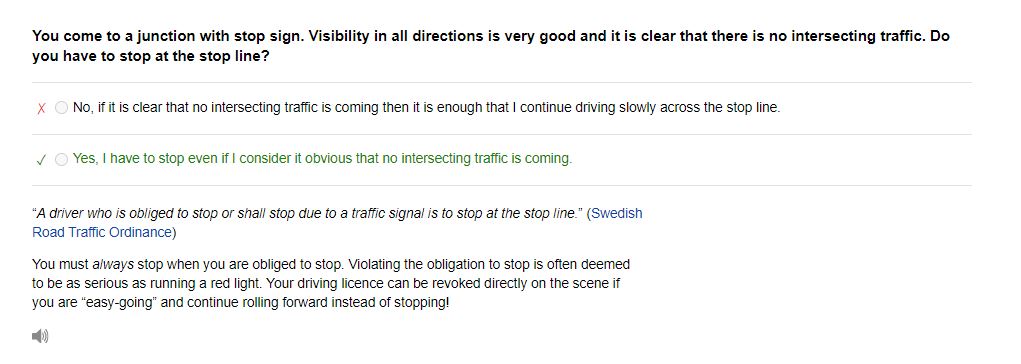 You come to a junction with stop sign. Visibility in all directions is very good and it is clear that there is no intersecting traffic. Do
you have to stop at the stop line?
X No, if it is clear that no intersecting traffic is coming then it is enough that I continue driving slowly across the stop line.
✓ Yes, I have to stop even if I consider it obvious that no intersecting traffic is coming.
“A driver who is obliged to stop or shall stop due to a traffic signal is to stop at the stop line.” (Swedish
Road Traffic Ordinance)
You must always stop when you are obliged to stop. Violating the obligation to stop is often deemed
to be as serious as running a red light. Your driving licence can be revoked directly on the scene if
you are “easy-going” and continue rolling forward instead of stopping!